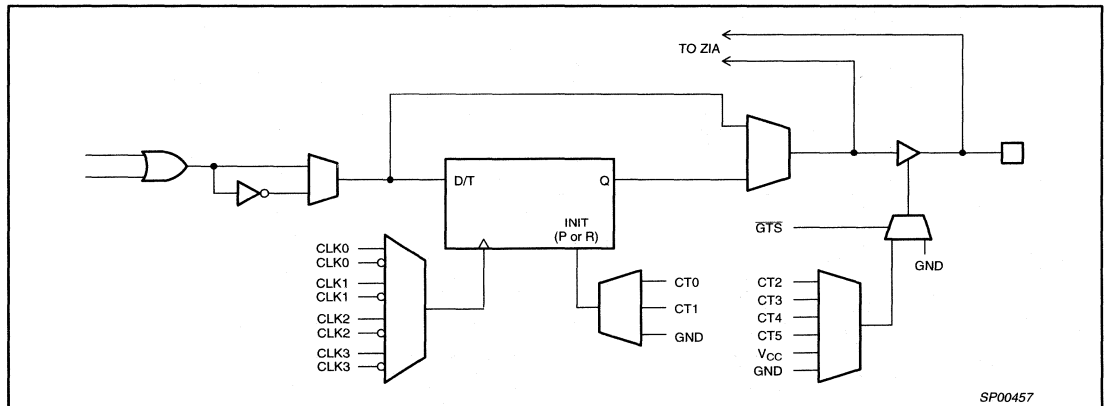 TO ZIA
D/T
Q
INIT
(P or R)
G̅T̅S̅
GND
CLK0
CLK0
CLK1
CLK1
CLK2
CLK2
CLK3
CLK3
CT0
CT1
GND
CT2
CT3
CT4
CT5
VCC
GND
SP00457